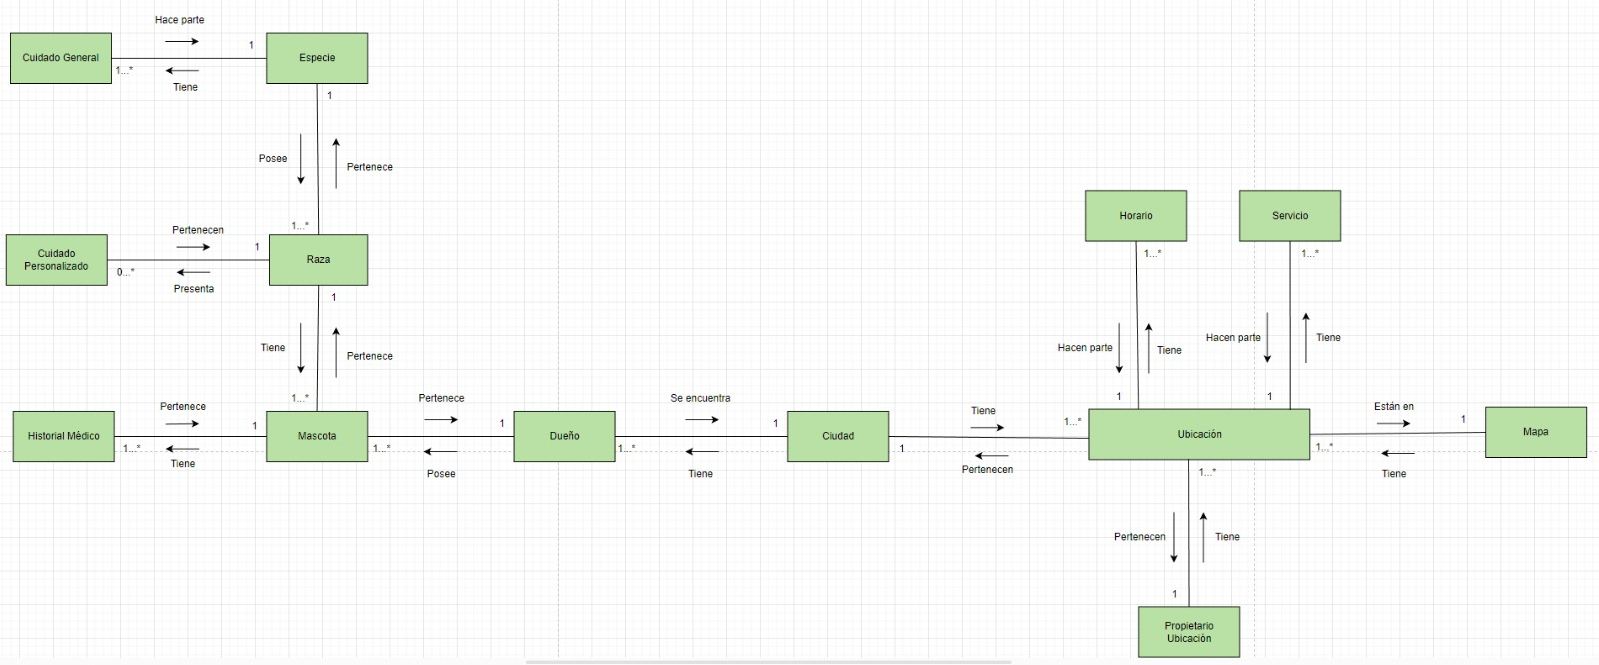 Hace parte
Cuidado General
1...*
1
Especie
Tiene
1
Posee
Pertenece
1...*
Pertenecen
Cuidado
Personalizado
0...*
1
Raza
Presenta
1
Tiene
Pertenece
1...*
Pertenece
Historial Médico
1...*
1
Mascota
Tiene
Pertenece
1...*
1
Dueño
Posee
Se encuentra
1...*
1
Ciudad
Tiene
Tiene
1
1...*
Ubicación
Pertenecen
Horario
1...*
Hacen parte
Tiene
1
Servicio
1...*
Hacen parte
Tiene
1
Están en
1...*
1
Mapa
Tiene
1...*
Pertenecen
Tiene
1
Propietario
Ubicación